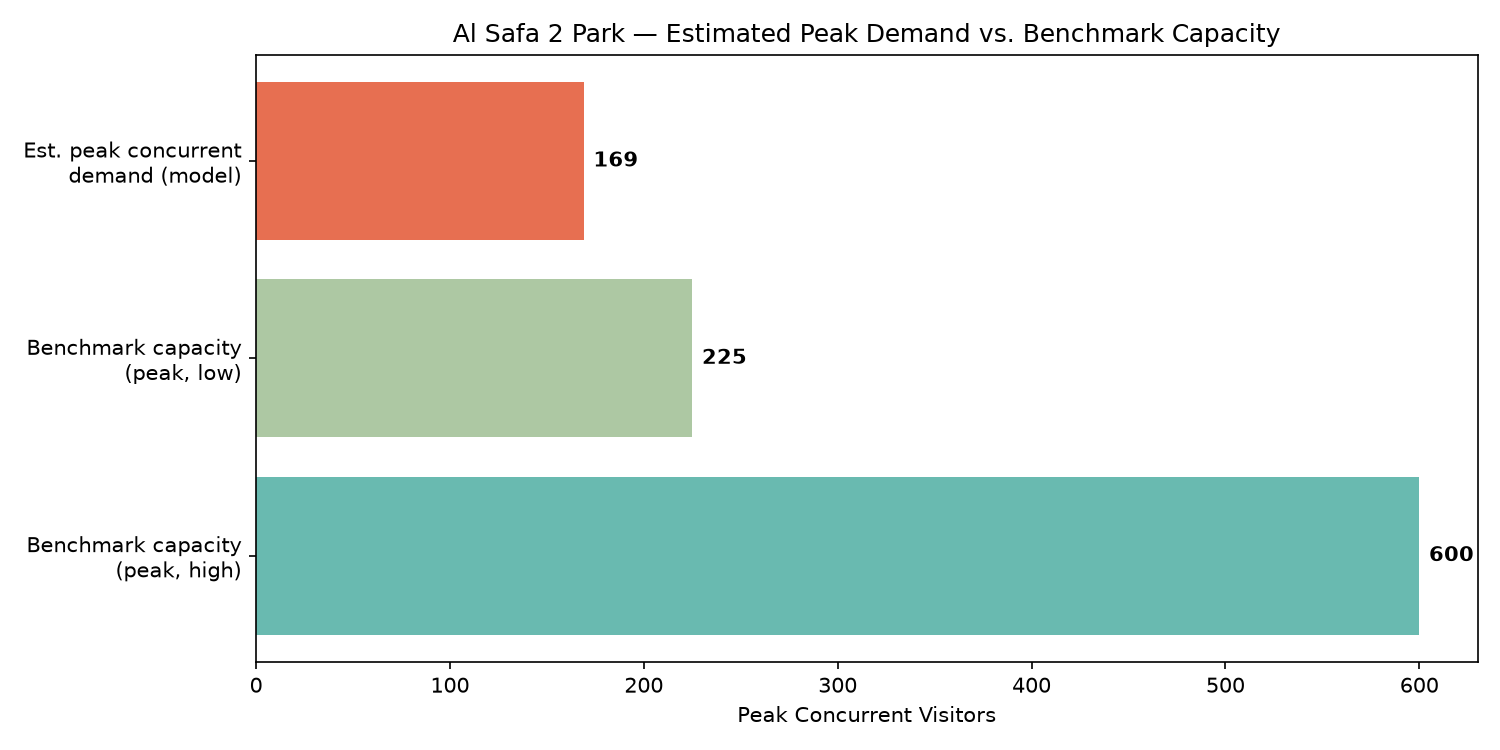 Al Safa 2 Park — Estimated Peak Demand vs. Benchmark Capacity
Est. peak concurrent
demand (model)
169
Benchmark capacity
(peak, low)
225
Benchmark capacity
(peak, high)
600
0 100 200 300 400 500 600
Peak Concurrent Visitors